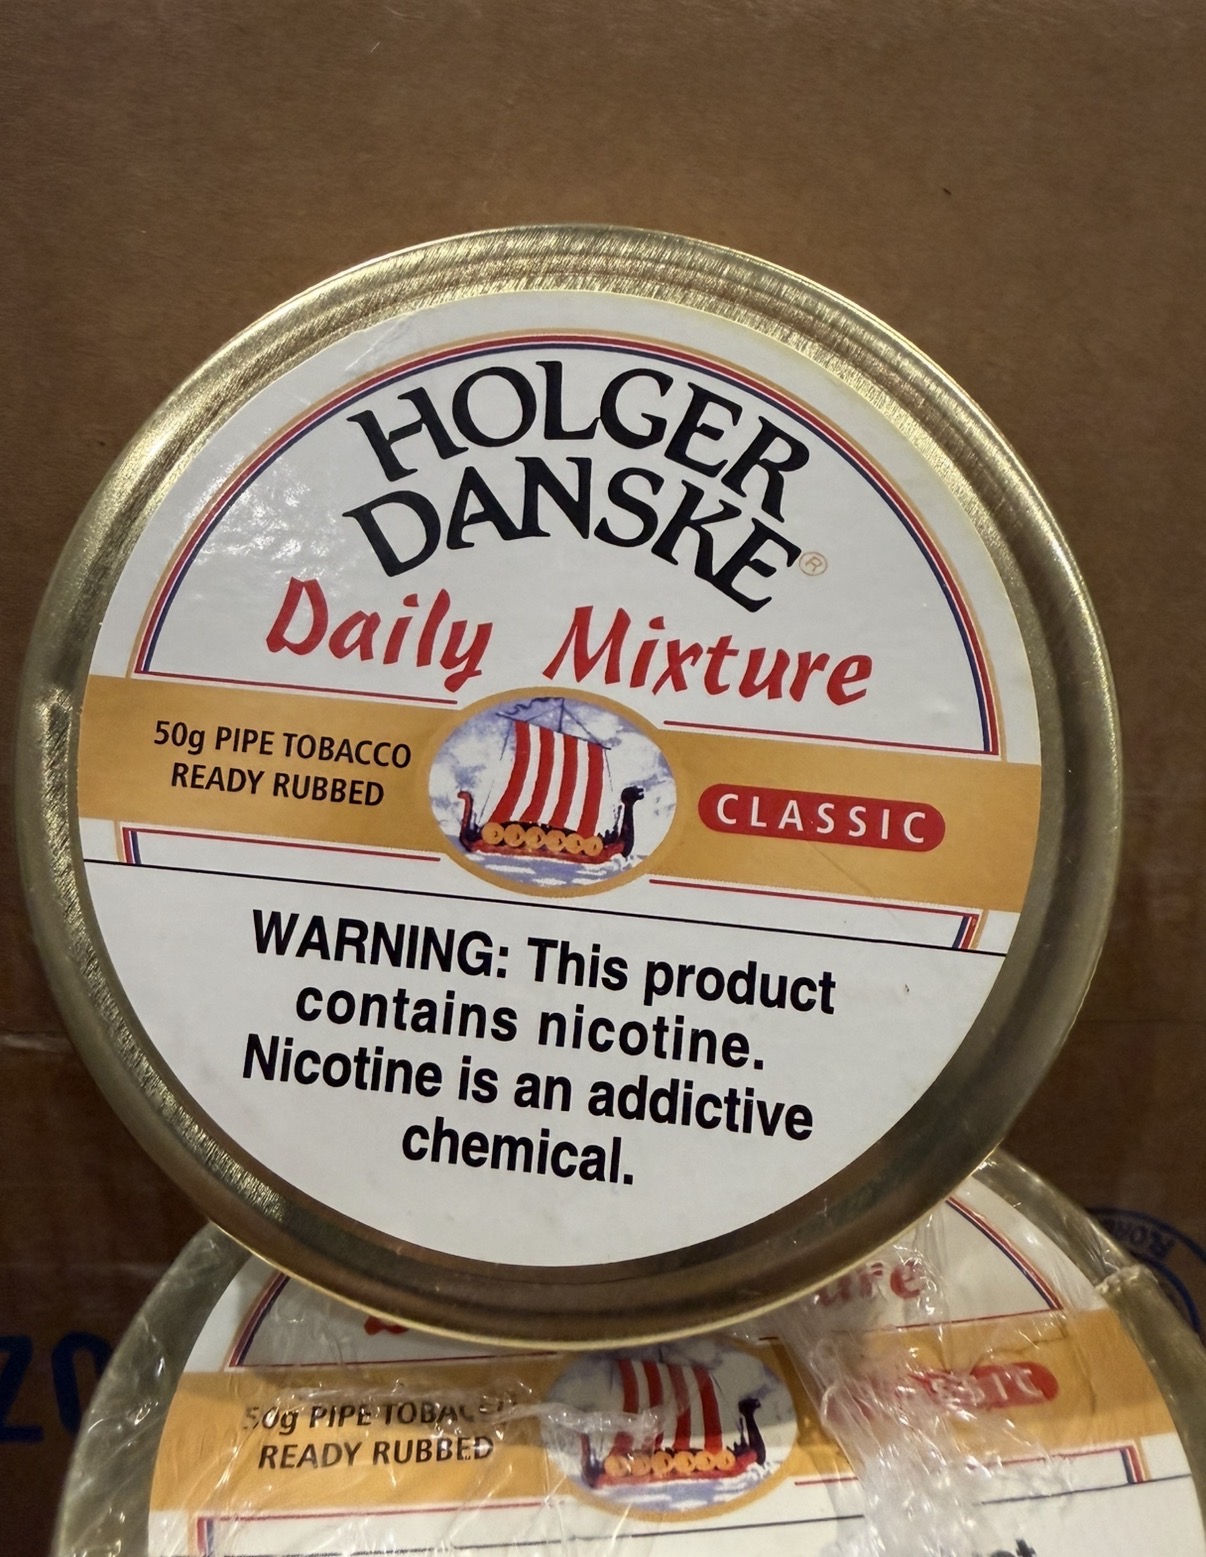 HOLGER
DANSKE®
Daily Mixture
50g PIPE TOBACCO
READY RUBBED
CLASSIC
WARNING: This product
contains nicotine.
Nicotine is an addictive
chemical.
50g PIPE TOBACCO
READY RUBBED